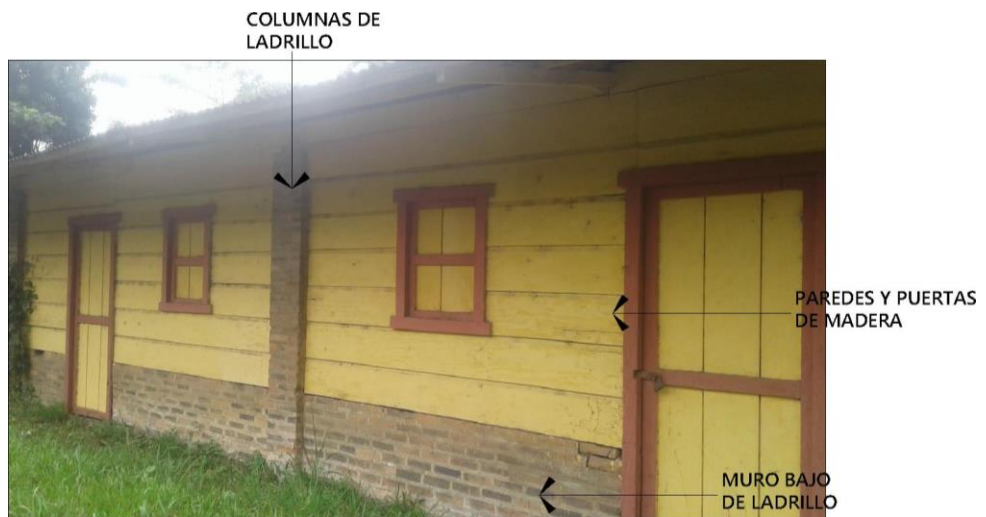 COLUMNAS DE
LADRILLO
PAREDES Y PUERTAS
DE MADERA
MURO BAJO
DE LADRILLO